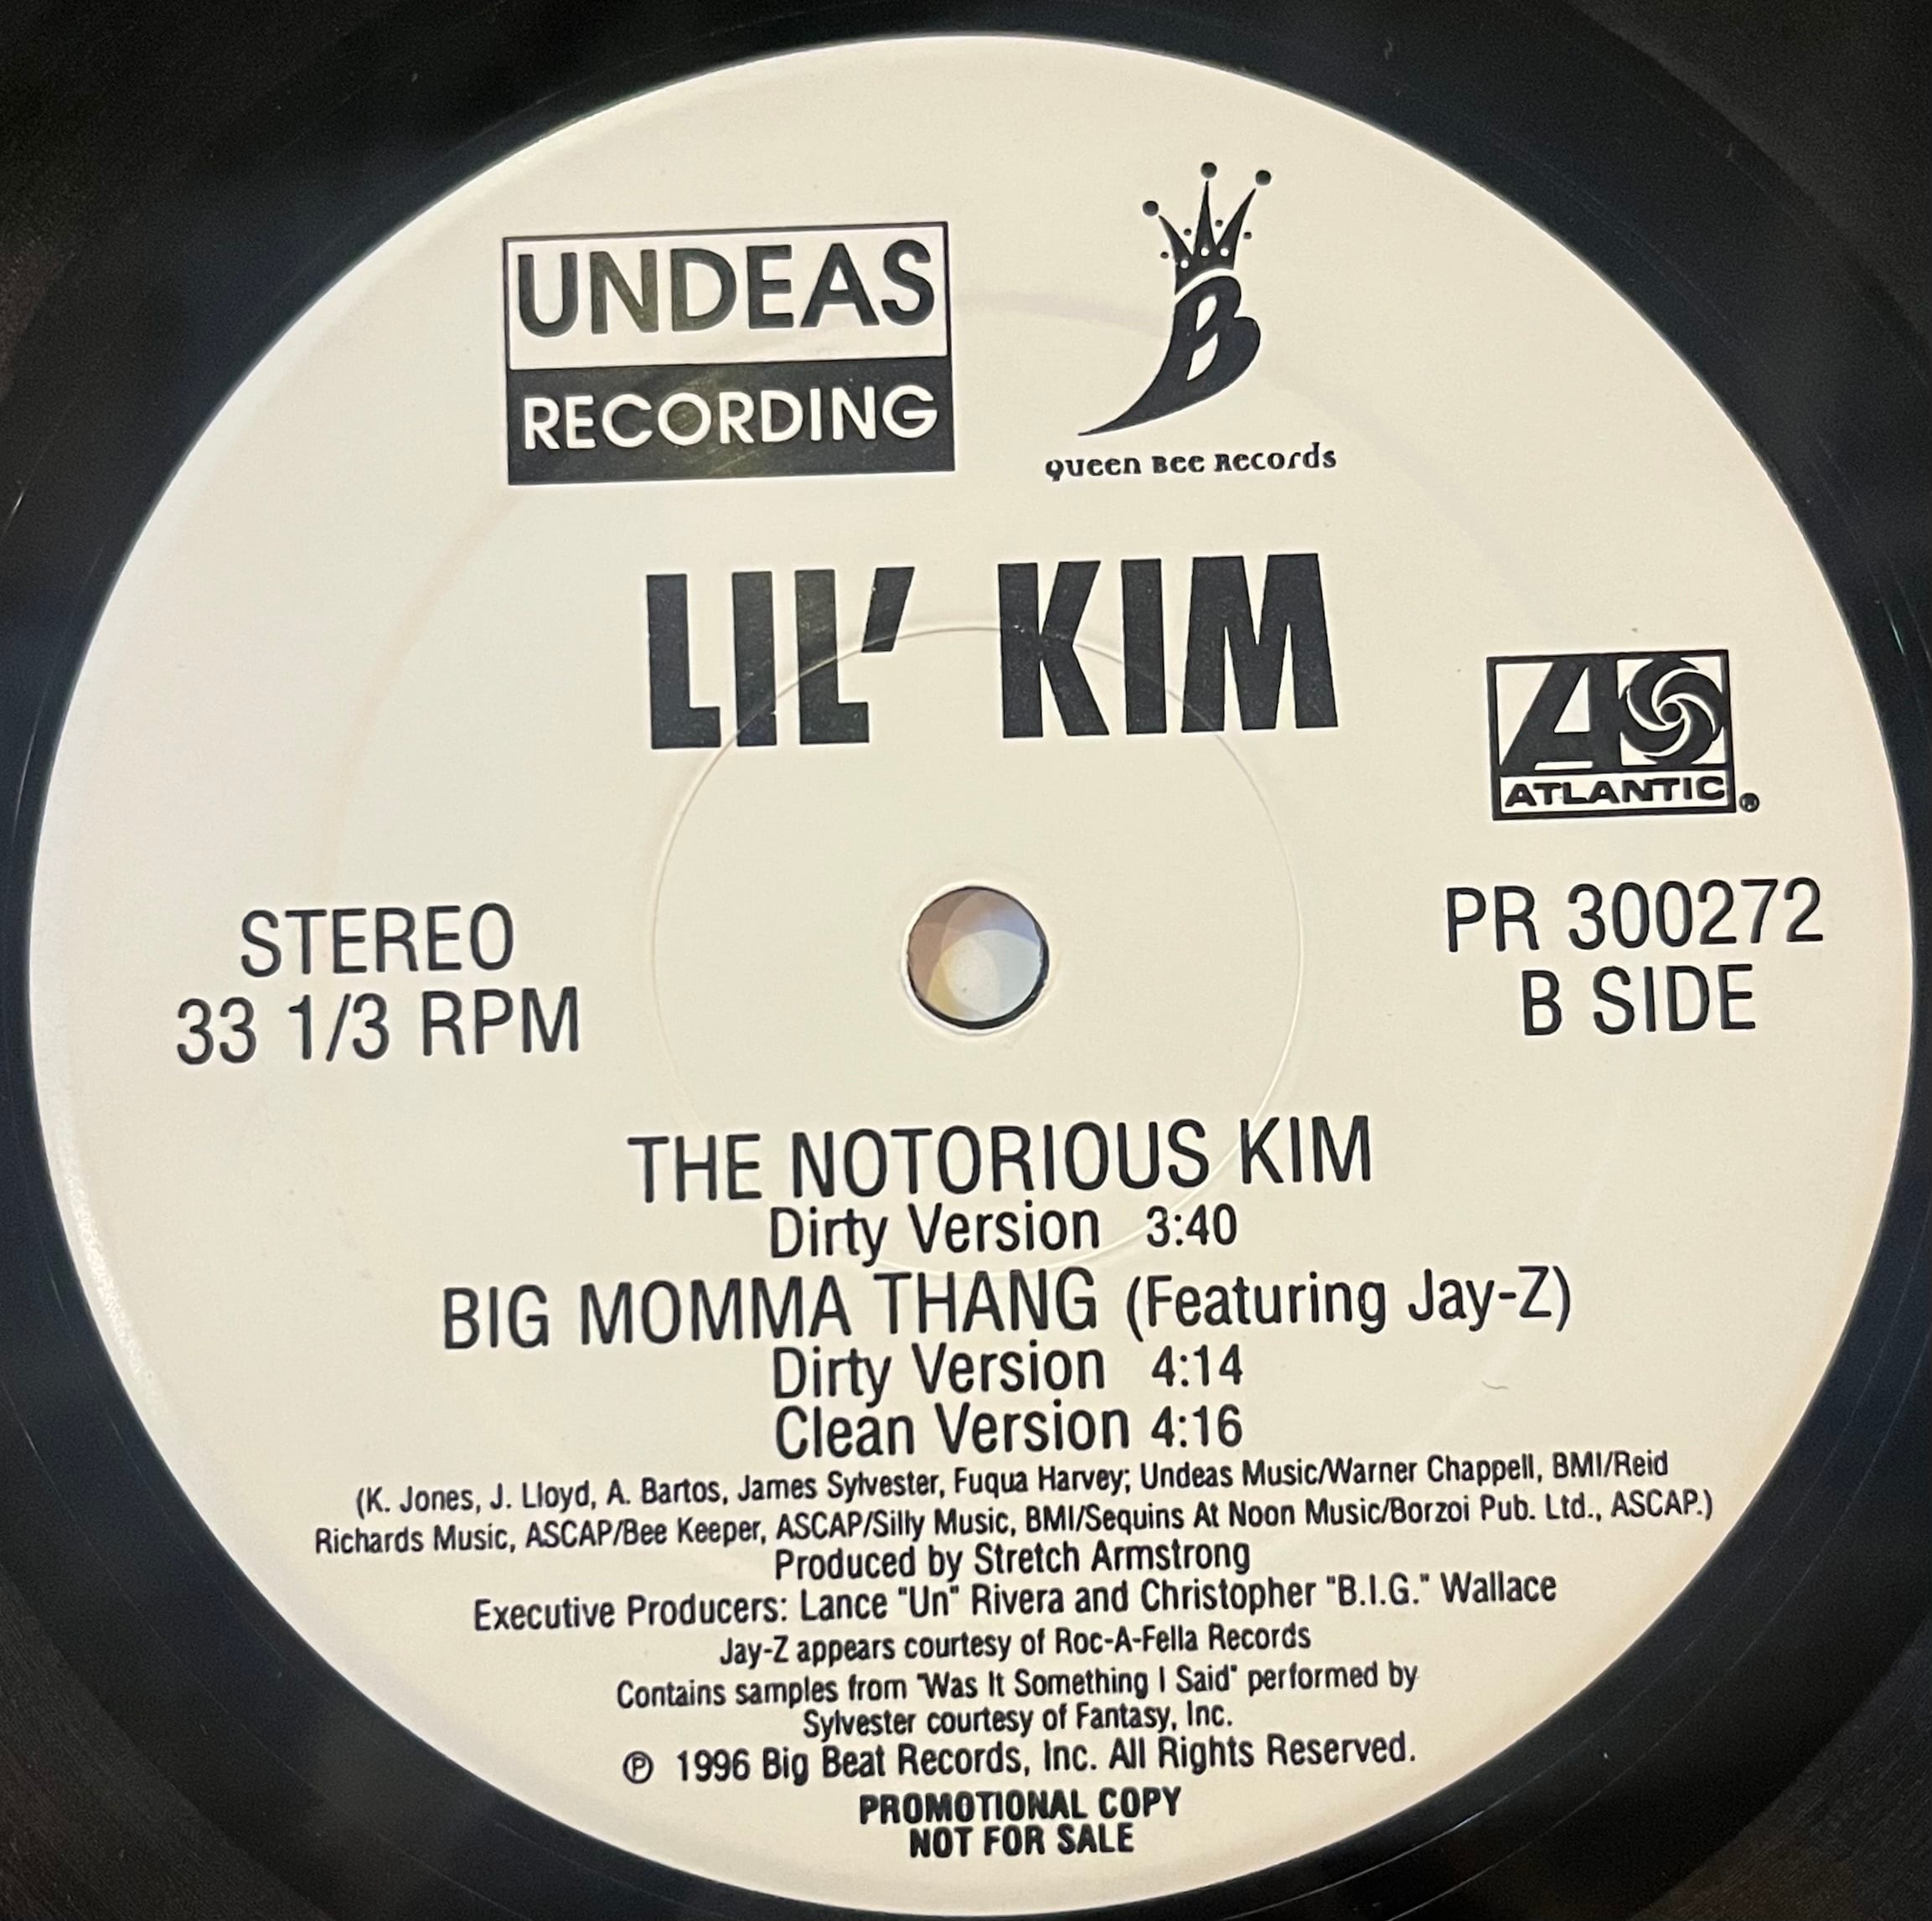 UNDEAS
RECORDING
Queen Bee Records
LIL' KIM
ATLANTIC®
STEREO
33 1/3 RPM
PR 300272
B SIDE
THE NOTORIOUS KIM
Dirty Version 3:40
BIG MOMMA THANG (Featuring Jay-Z)
Dirty Version 4:14
Clean Version 4:16
(K. Jones, J. Lloyd, A. Bartos, James Sylvester, Fuqua Harvey; Undeas Music/Warner Chappell, BMI/Reid
Richards Music, ASCAP/Bee Keeper, ASCAP/Silly Music, BMI/Sequins At Noon Music/Borzoi Pub. Ltd., ASCAP.)
Produced by Stretch Armstrong
Executive Producers: Lance "Un" Rivera and Christopher "B.I.G." Wallace
Jay-Z appears courtesy of Roc-A-Fella Records
Contains samples from "Was It Something I Said" performed by
Sylvester courtesy of Fantasy, Inc.
℗ 1996 Big Beat Records, Inc. All Rights Reserved.
PROMOTIONAL COPY
NOT FOR SALE